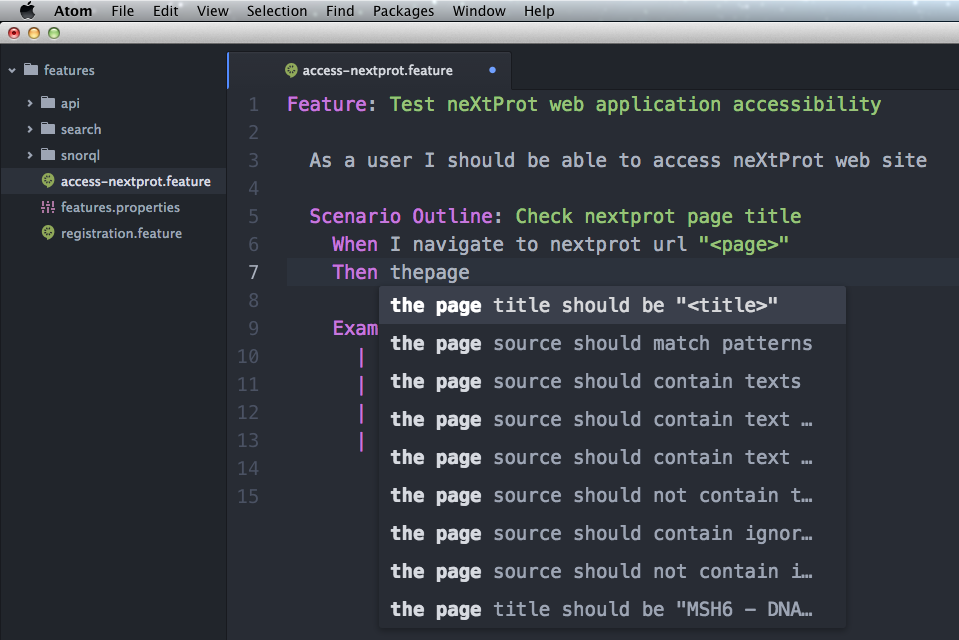 Atom File Edit View Selection Find Packages Window Help
features
api
search
snorql
access-nextprot.feature
features.properties
registration.feature
access-nextprot.feature
1 Feature: Test neXtProt web application accessibility
2
3 As a user I should be able to access neXtProt web site
4
5 Scenario Outline: Check nextprot page title
6 When I navigate to nextprot url "<page>"
7 Then thepage
8
9 Exam
10 |
11 |
12 |
13 |
14
15
the page title should be "<title>"
the page source should match patterns
the page source should contain texts
the page source should contain text …
the page source should contain text …
the page source should not contain t…
the page source should contain ignor…
the page source should not contain i…
the page title should be "MSH6 - DNA…